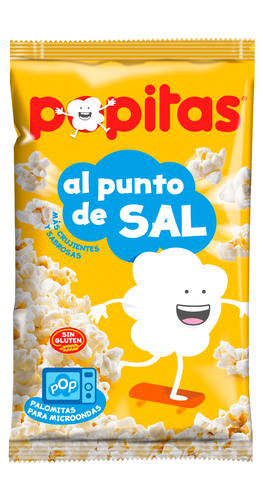 popitas®
al punto
de SAL
MÁS CRUJIENTES
Y SABROSAS
SIN
GLUTEN
POP
PALOMITAS
PARA MICROONDAS